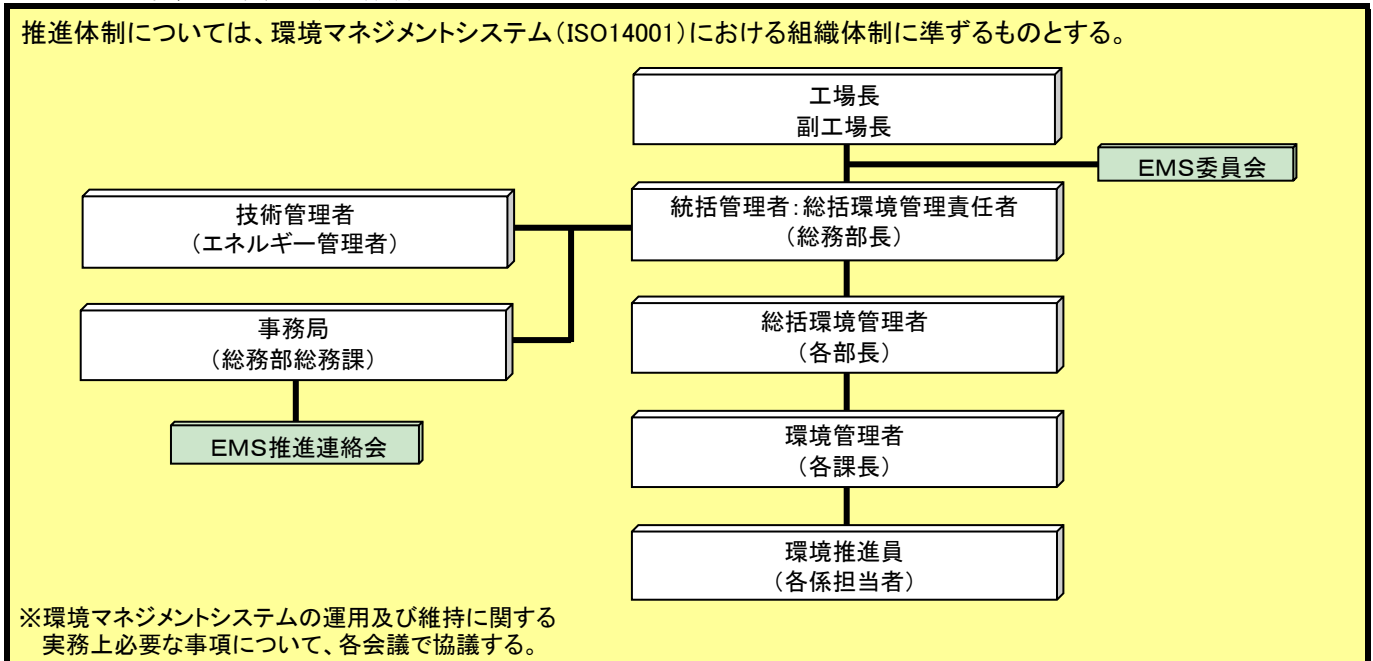 推進体制については、環境マネジメントシステム（ISO14001）における組織体制に準ずるものとする。
工場長
副工場長
EMS委員会
技術管理者
（エネルギー管理者）
統括管理者：総括環境管理責任者
（総務部長）
事務局
（総務部総務課）
総括環境管理者
（各部長）
EMS推進連絡会
環境管理者
（各課長）
環境推進員
（各係担当者）
※環境マネジメントシステムの運用及び維持に関する
実務上必要な事項について、各会議で協議する。